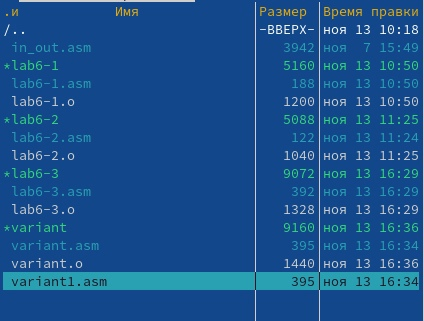 .и Имя Размер Время правки
/.. -ВВЕРХ- ноя 13 10:18
in_out.asm 3942 ноя 7 15:49
*lab6-1 5160 ноя 13 10:50
lab6-1.asm 188 ноя 13 10:50
lab6-1.o 1200 ноя 13 10:50
*lab6-2 5088 ноя 13 11:25
lab6-2.asm 122 ноя 13 11:24
lab6-2.o 1040 ноя 13 11:25
*lab6-3 9072 ноя 13 16:29
lab6-3.asm 392 ноя 13 16:29
lab6-3.o 1328 ноя 13 16:29
*variant 9160 ноя 13 16:36
variant.asm 395 ноя 13 16:34
variant.o 1440 ноя 13 16:36
variant1.asm 395 ноя 13 16:34